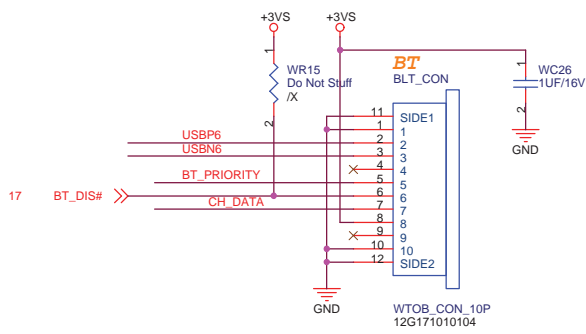 +3VS
+3VS
BT
BLT_CON
1
WR15
Do Not Stuff
/X
2
1
WC26
1UF/16V
2
GND
11 SIDE1
1 1
USBP6 2 2
USBN6 3 3
4 4
BT_PRIORITY 5 5
17 BT_DIS# 6 6
CH_DATA 7 7
8 8
9 9
10 10
12 SIDE2
GND
WTOB_CON_10P
12G171010104